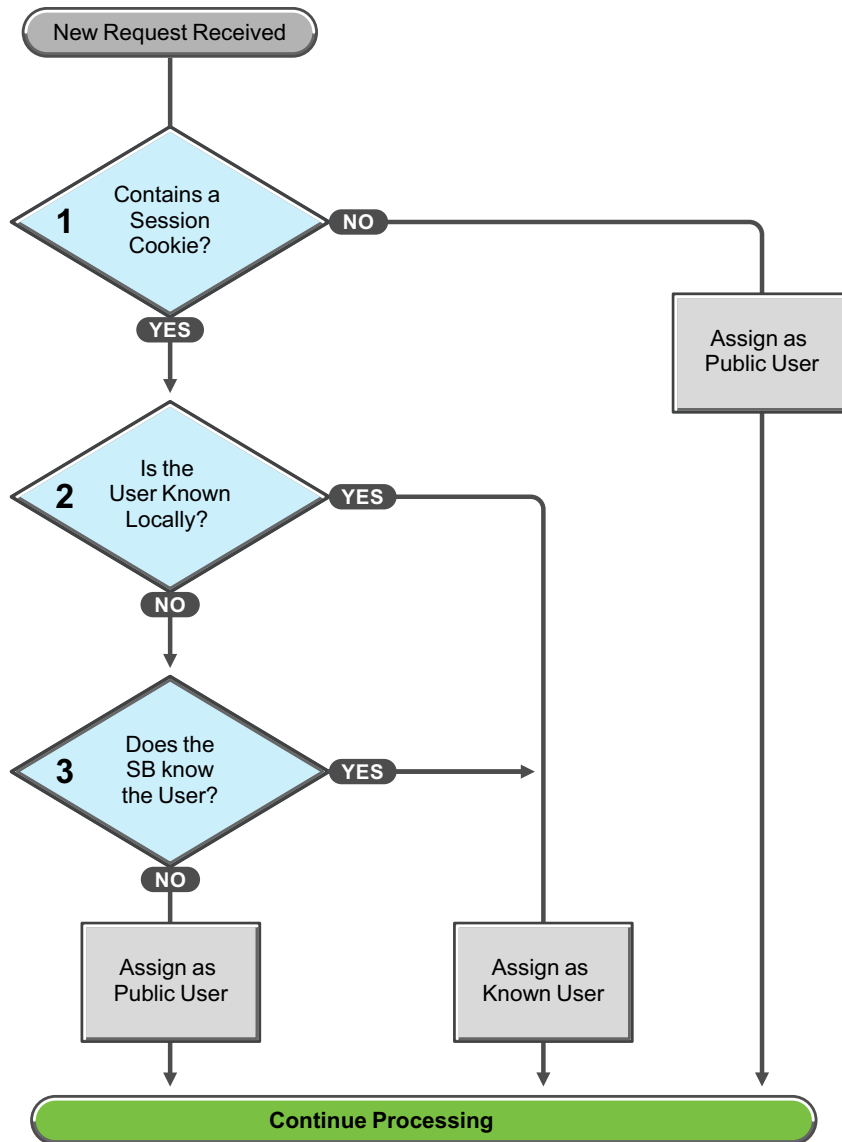 New Request Received
1
Contains a
Session
Cookie?
NO
YES
Assign as
Public User
2
Is the
User Known
Locally?
YES
NO
3
Does the
SB know
the User?
YES
NO
Assign as
Public User
Assign as
Known User
Continue Processing